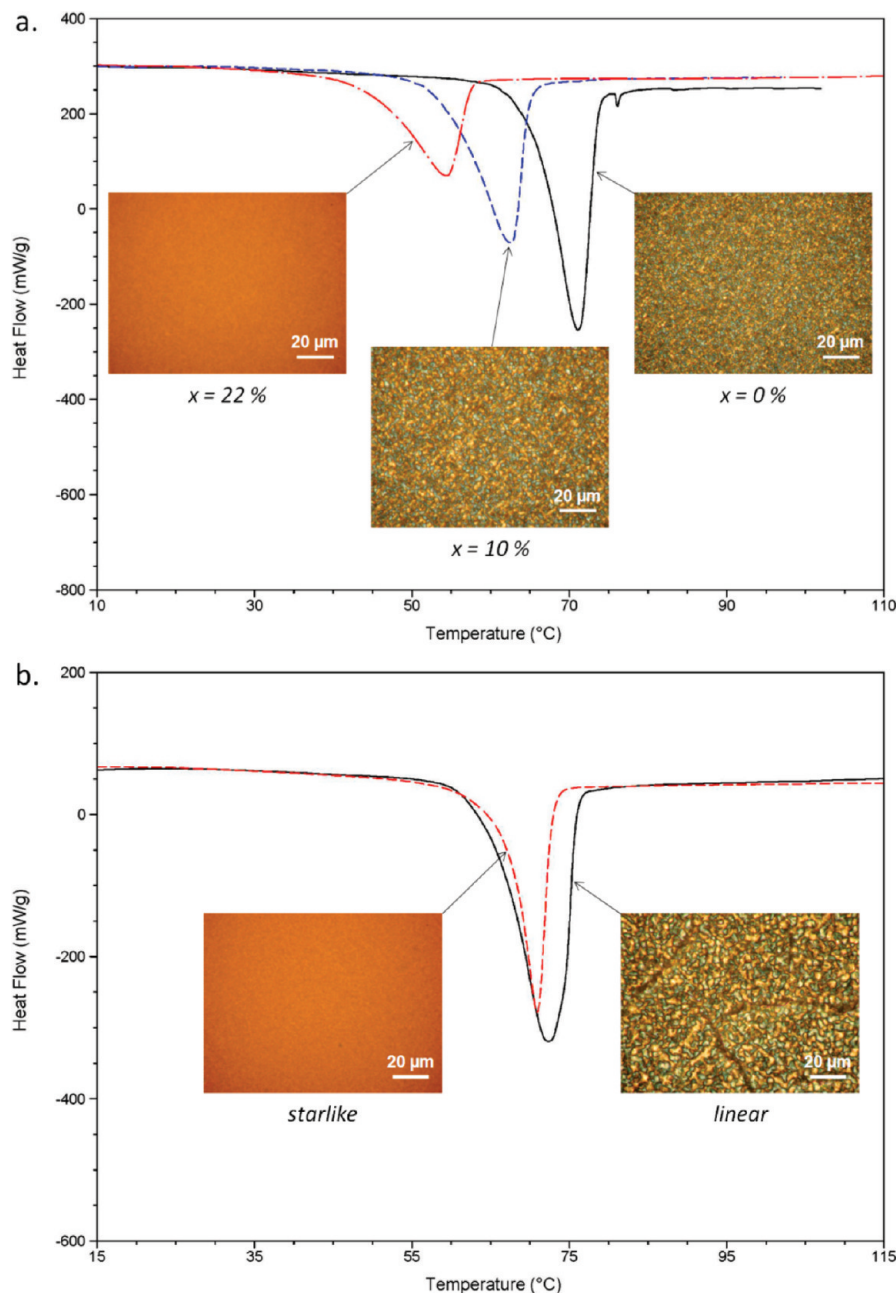 a.
400
200
0
-200
-400
-600
-800
Heat Flow (mW/g)
20 µm
x = 22 %
20 µm
x = 10 %
20 µm
x = 0 %
10
30
50
70
90
110
Temperature (°C)
b.
200
0
-200
-400
-600
Heat Flow (mW/g)
20 µm
starlike
20 µm
linear
15
35
55
75
95
115
Temperature (°C)